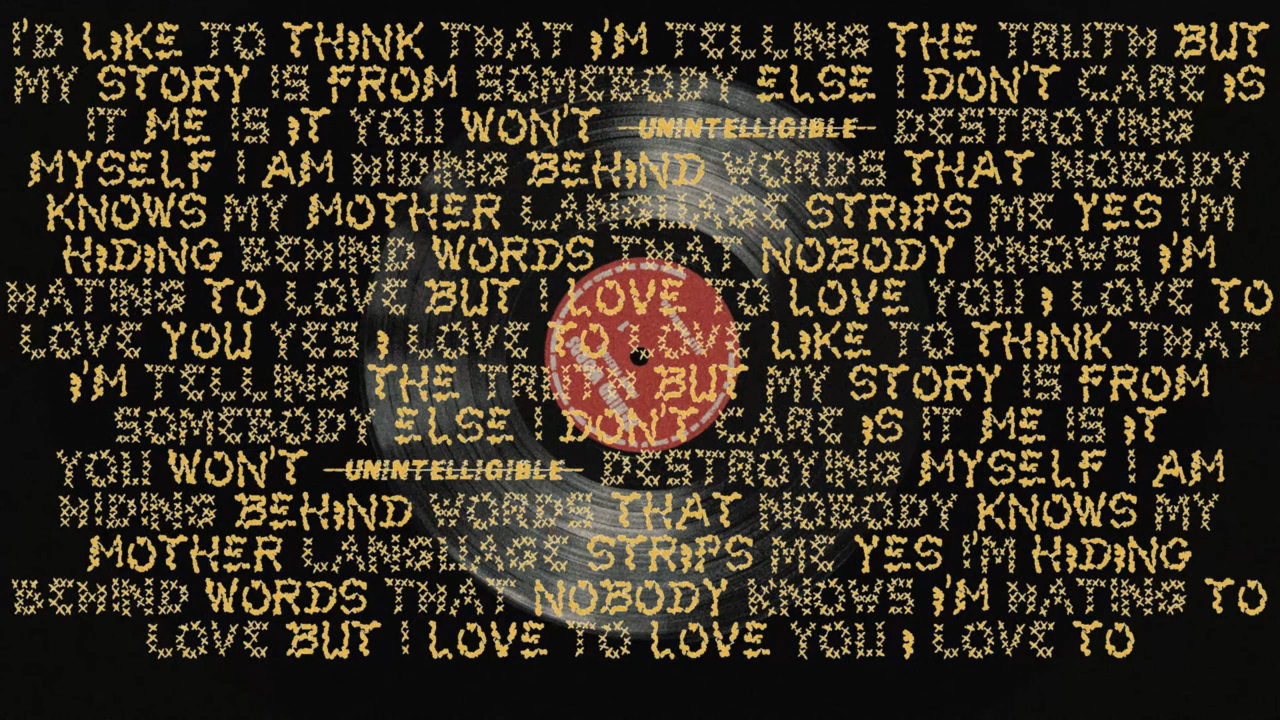 I'D LIKE TO THINK THAT I'M TELLING THE TRUTH BUT
MY STORY IS FROM SOMEBODY ELSE I DON'T CARE IS
IT ME IS IT YOU WON'T —UNINTELLIGIBLE— DESTROYING
MYSELF I AM HIDING BEHIND WORDS THAT NOBODY
KNOWS MY MOTHER LANGUAGE STRIPS ME YES I'M
HIDING BEHIND WORDS THAT NOBODY KNOWS I'M
HATING TO LOVE BUT I LOVE TO LOVE YOU I LOVE TO
LOVE YOU YES I LOVE TO LOVE LIKE TO THINK THAT
I'M TELLING THE TRUTH BUT MY STORY IS FROM
SOMEBODY ELSE I DON'T CARE IS IT ME IS IT
YOU WON'T —UNINTELLIGIBLE— DESTROYING MYSELF I AM
HIDING BEHIND WORDS THAT NOBODY KNOWS MY
MOTHER LANGUAGE STRIPS ME YES I'M HIDING
BEHIND WORDS THAT NOBODY KNOWS I'M HATING TO
LOVE BUT I LOVE TO LOVE YOU I LOVE TO